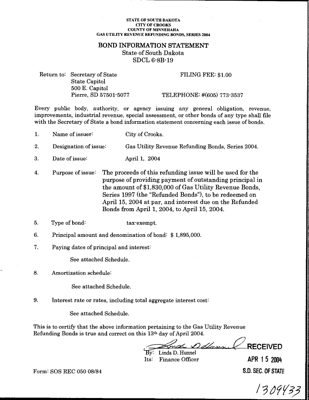 STATE OF SOUTH DAKOTA
CITY OF CROOKS
COUNTY OF MINNEHAHA
GAS UTILITY REVENUE REFUNDING BONDS, SERIES 2004
BOND INFORMATION STATEMENT
State of South Dakota
SDCL 6-8B-19
Return to: Secretary of State FILING FEE: $1.00
State Capitol
500 E. Capitol
Pierre, SD 57501-5077 TELEPHONE: #(605) 773-3537
Every public body, authority, or agency issuing any general obligation, revenue,
improvements, industrial revenue, special assessment, or other bonds of any type shall file
with the Secretary of State a bond information statement concerning each issue of bonds.
1. Name of issuer: City of Crooks.
2. Designation of issue: Gas Utility Revenue Refunding Bonds, Series 2004.
3. Date of issue: April 1, 2004
4. Purpose of issue: The proceeds of this refunding issue will be used for the
purpose of providing payment of outstanding principal in
the amount of $1,830,000 of Gas Utility Revenue Bonds,
Series 1997 (the "Refunded Bonds"), to be redeemed on
April 15, 2004 at par, and interest due on the Refunded
Bonds from April 1, 2004, to April 15, 2004.
5. Type of bond: tax-exempt.
6. Principal amount and denomination of bond: $ 1,895,000.
7. Paying dates of principal and interest:
See attached Schedule.
8. Amortization schedule:
See attached Schedule.
9. Interest rate or rates, including total aggregate interest cost:
See attached Schedule.
This is to certify that the above information pertaining to the Gas Utility Revenue
Refunding Bonds is true and correct on this 13th day of April 2004.
By: Linda D. Hunsel
Its: Finance Officer
RECEIVED
APR 15 2004
S.D. SEC. OF STATE
Form: SOS REC 050 08/84
1309433